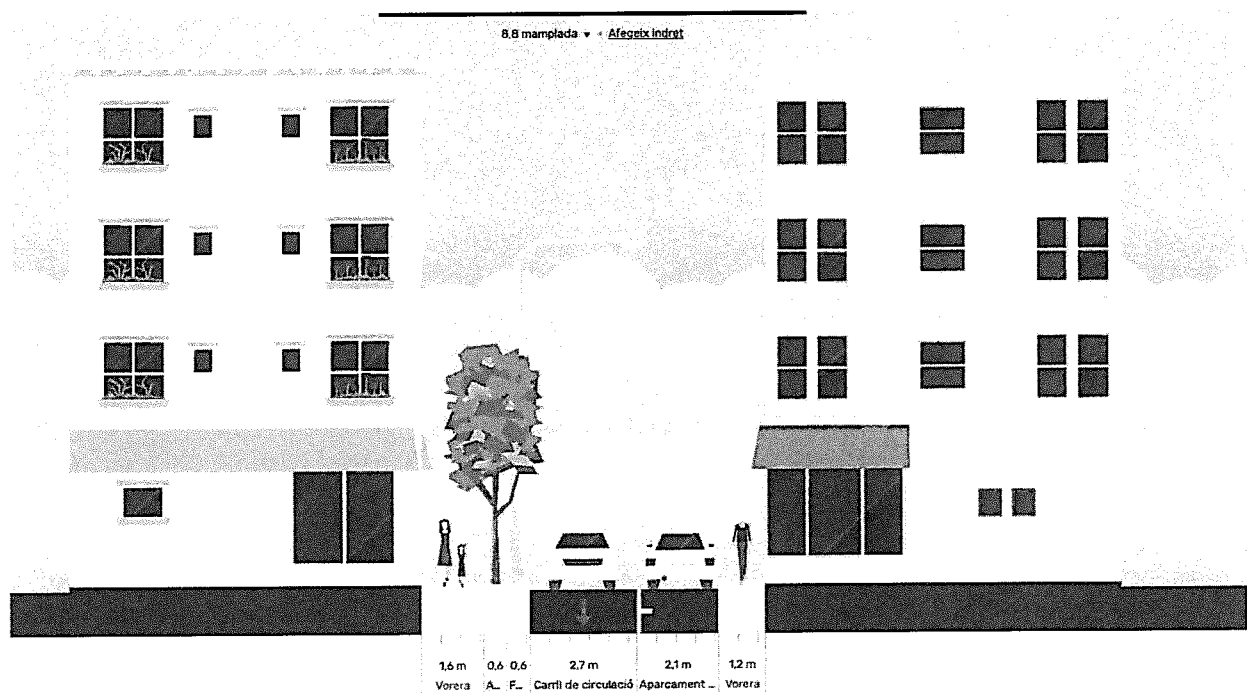 8,8 mamplada ▾ · Afegeix indret
1,6 m 0,6 0,6 2,7 m 2,1 m 1,2 m
Vorera A... F... Carril de circulació Aparcament ... Vorera